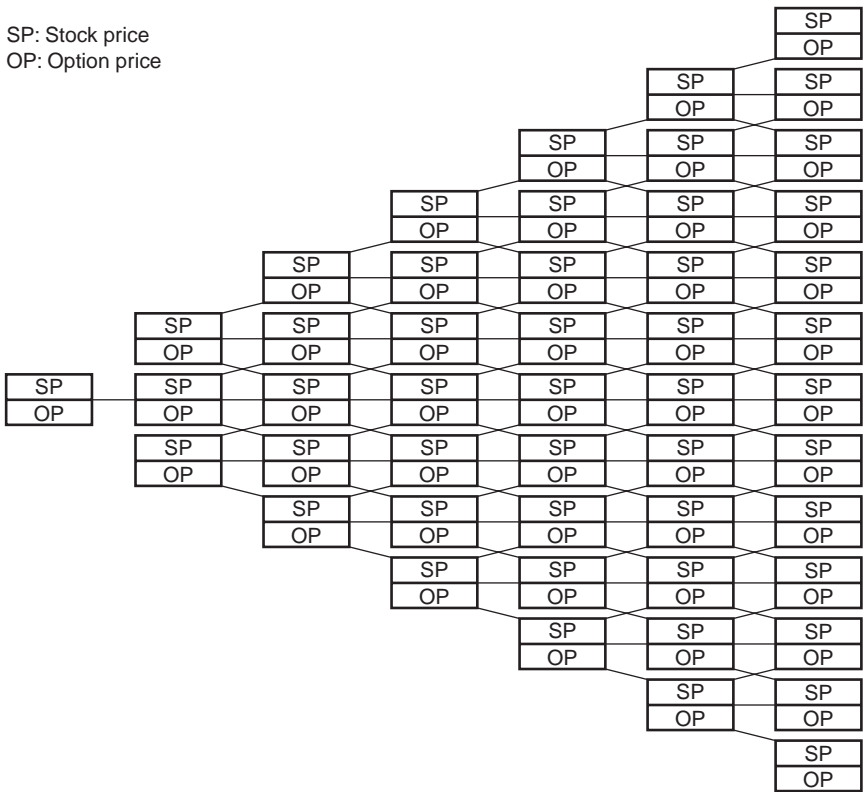 SP: Stock price
OP: Option price
SP
OP
SP SP
OP OP
SP SP SP
OP OP OP
SP SP SP SP
OP OP OP OP
SP SP SP SP SP
OP OP OP OP OP
SP SP SP SP SP SP
OP OP OP OP OP OP
SP SP SP SP SP SP SP
OP OP OP OP OP OP OP
SP SP SP SP SP SP
OP OP OP OP OP OP
SP SP SP SP SP
OP OP OP OP OP
SP SP SP SP
OP OP OP OP
SP SP SP
OP OP OP
SP SP
OP OP
SP
OP